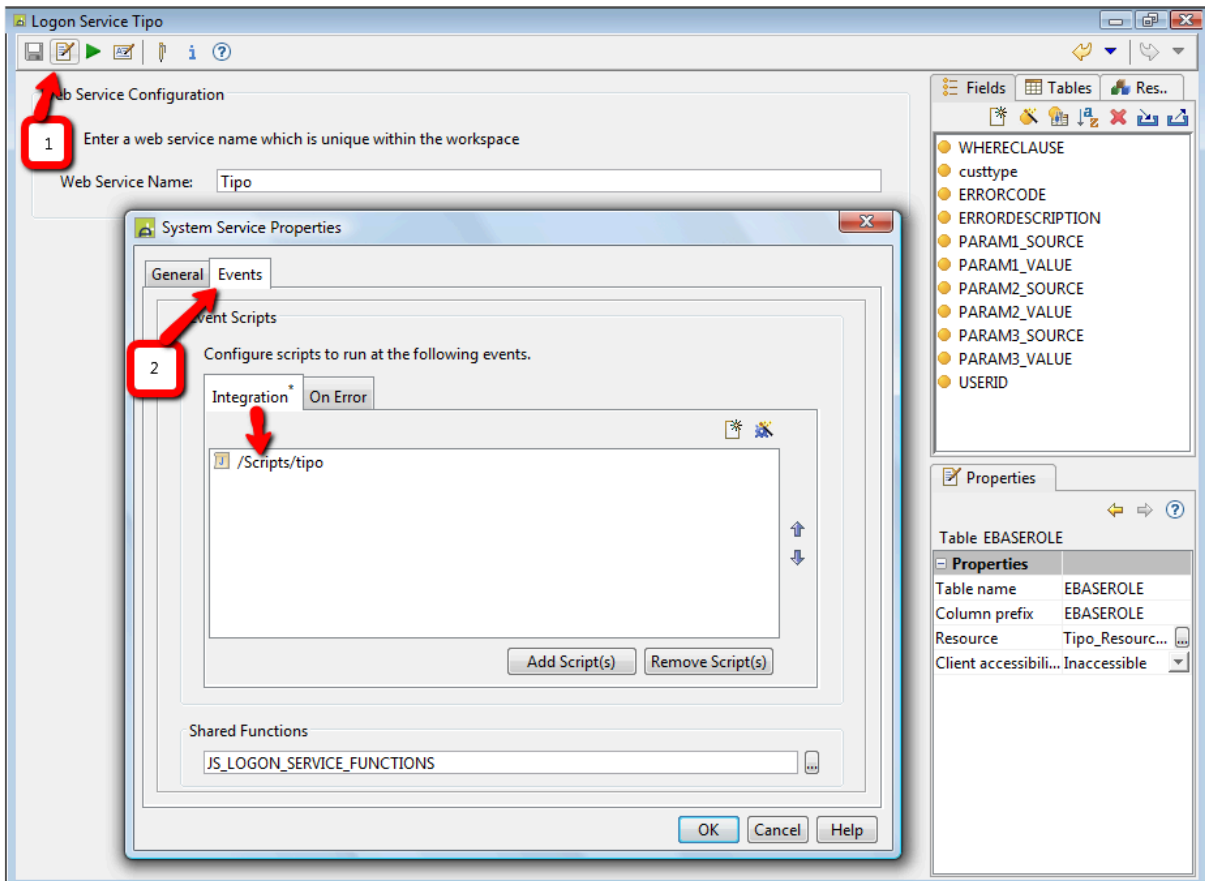 Logon Service Tipo
Web Service Configuration
1
Enter a web service name which is unique within the workspace
Web Service Name: Tipo
System Service Properties
General Events
Event Scripts
2
Configure scripts to run at the following events.
Integration* On Error
/Scripts/tipo
Add Script(s) Remove Script(s)
Shared Functions
JS_LOGON_SERVICE_FUNCTIONS
...
OK Cancel Help
Fields Tables Res..
WHERECLAUSE
custtype
ERRORCODE
ERRORDESCRIPTION
PARAM1_SOURCE
PARAM1_VALUE
PARAM2_SOURCE
PARAM2_VALUE
PARAM3_SOURCE
PARAM3_VALUE
USERID
Properties
Table EBASEROLE
Properties
Table name EBASEROLE
Column prefix EBASEROLE
Resource Tipo_Resourc... ...
Client accessibili... Inaccessible